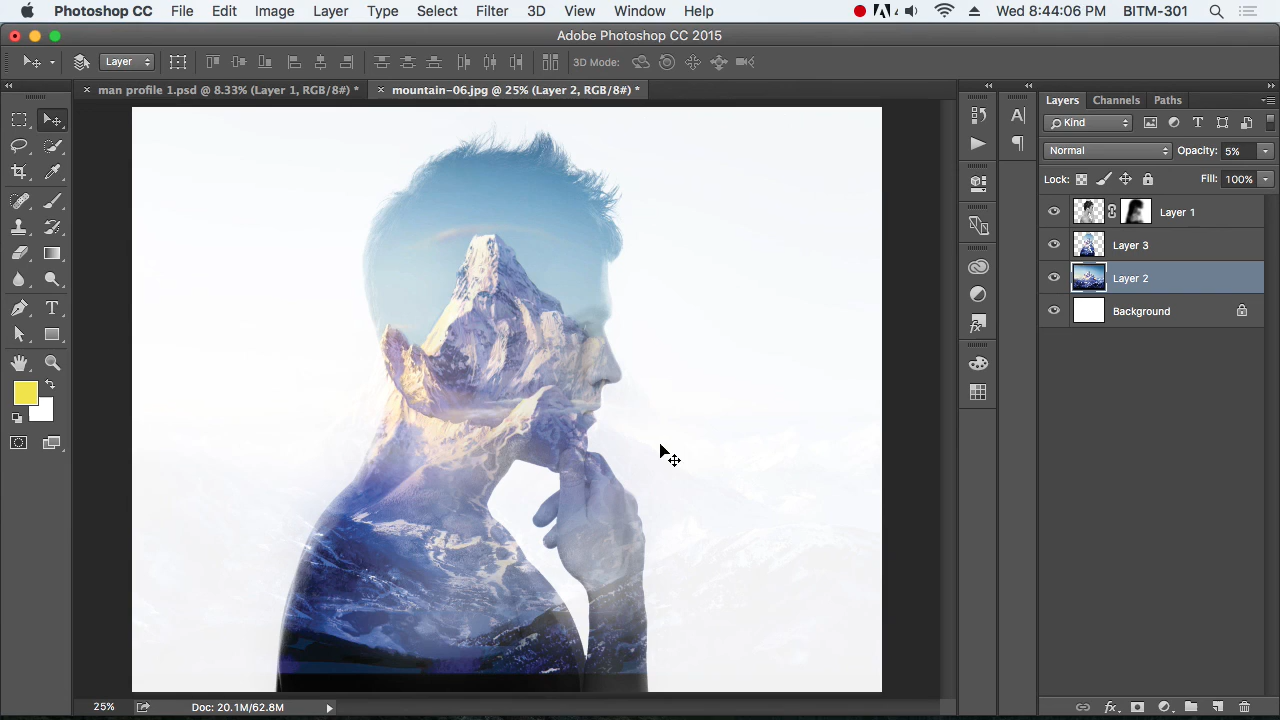 Photoshop CC File Edit Image Layer Type Select Filter 3D View Window Help Wed 8:44:06 PM BITM-301
Adobe Photoshop CC 2015
Layer 3D Mode:
man profile 1.psd @ 8.33% (Layer 1, RGB/8#) * mountain-06.jpg @ 25% (Layer 2, RGB/8#) *
Layers Channels Paths
Kind
Normal Opacity: 5%
Lock: Fill: 100%
Layer 1
Layer 3
Layer 2
Background
25% Doc: 20.1M/62.8M